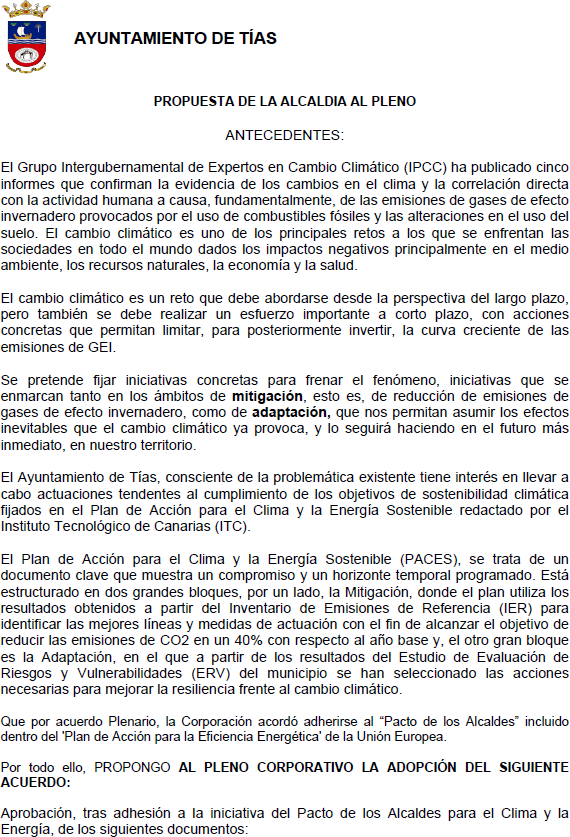 AYUNTAMIENTO DE TÍAS
PROPUESTA DE LA ALCALDIA AL PLENO
ANTECEDENTES:
El Grupo Intergubernamental de Expertos en Cambio Climático (IPCC) ha publicado cinco
informes que confirman la evidencia de los cambios en el clima y la correlación directa
con la actividad humana a causa, fundamentalmente, de las emisiones de gases de efecto
invernadero provocados por el uso de combustibles fósiles y las alteraciones en el uso del
suelo. El cambio climático es uno de los principales retos a los que se enfrentan las
sociedades en todo el mundo dados los impactos negativos principalmente en el medio
ambiente, los recursos naturales, la economía y la salud.
El cambio climático es un reto que debe abordarse desde la perspectiva del largo plazo,
pero también se debe realizar un esfuerzo importante a corto plazo, con acciones
concretas que permitan limitar, para posteriormente invertir, la curva creciente de las
emisiones de GEI.
Se pretende fijar iniciativas concretas para frenar el fenómeno, iniciativas que se
enmarcan tanto en los ámbitos de mitigación, esto es, de reducción de emisiones de
gases de efecto invernadero, como de adaptación, que nos permitan asumir los efectos
inevitables que el cambio climático ya provoca, y lo seguirá haciendo en el futuro más
inmediato, en nuestro territorio.
El Ayuntamiento de Tías, consciente de la problemática existente tiene interés en llevar a
cabo actuaciones tendentes al cumplimiento de los objetivos de sostenibilidad climática
fijados en el Plan de Acción para el Clima y la Energía Sostenible redactado por el
Instituto Tecnológico de Canarias (ITC).
El Plan de Acción para el Clima y la Energía Sostenible (PACES), se trata de un
documento clave que muestra un compromiso y un horizonte temporal programado. Está
estructurado en dos grandes bloques, por un lado, la Mitigación, donde el plan utiliza los
resultados obtenidos a partir del Inventario de Emisiones de Referencia (IER) para
identificar las mejores líneas y medidas de actuación con el fin de alcanzar el objetivo de
reducir las emisiones de CO2 en un 40% con respecto al año base y, el otro gran bloque
es la Adaptación, en el que a partir de los resultados del Estudio de Evaluación de
Riesgos y Vulnerabilidades (ERV) del municipio se han seleccionado las acciones
necesarias para mejorar la resiliencia frente al cambio climático.
Que por acuerdo Plenario, la Corporación acordó adherirse al “Pacto de los Alcaldes” incluido
dentro del 'Plan de Acción para la Eficiencia Energética' de la Unión Europea.
Por todo ello, PROPONGO AL PLENO CORPORATIVO LA ADOPCIÓN DEL SIGUIENTE
ACUERDO:
Aprobación, tras adhesión a la iniciativa del Pacto de los Alcaldes para el Clima y la
Energía, de los siguientes documentos: